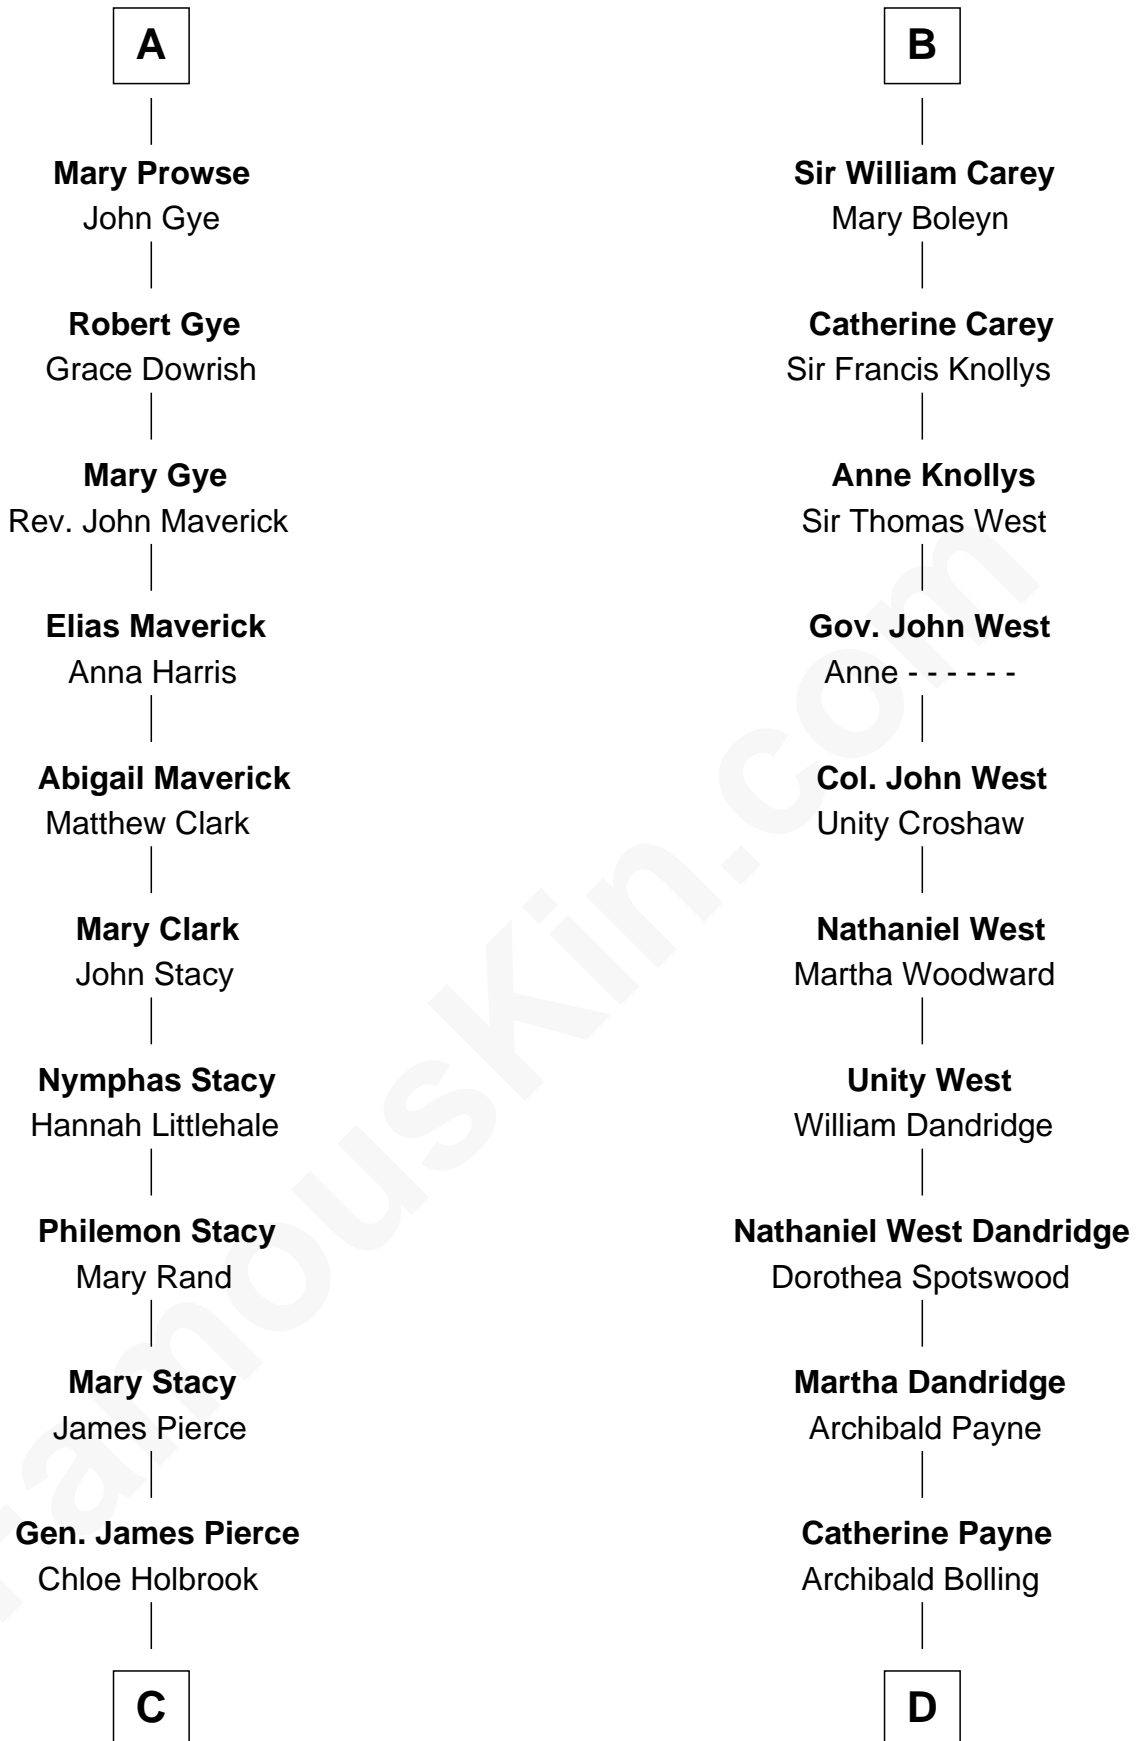 A
Mary Prowse
John Gye
Robert Gye
Grace Dowrish
Mary Gye
Rev. John Maverick
Elias Maverick
Anna Harris
Abigail Maverick
Matthew Clark
Mary Clark
John Stacy
Nymphas Stacy
Hannah Littlehale
Philemon Stacy
Mary Rand
Mary Stacy
James Pierce
Gen. James Pierce
Chloe Holbrook
C
B
Sir William Carey
Mary Boleyn
Catherine Carey
Sir Francis Knollys
Anne Knollys
Sir Thomas West
Gov. John West
Anne - - - - - -
Col. John West
Unity Croshaw
Nathaniel West
Martha Woodward
Unity West
William Dandridge
Nathaniel West Dandridge
Dorothea Spotswood
Martha Dandridge
Archibald Payne
Catherine Payne
Archibald Bolling
D
FamousKin.com